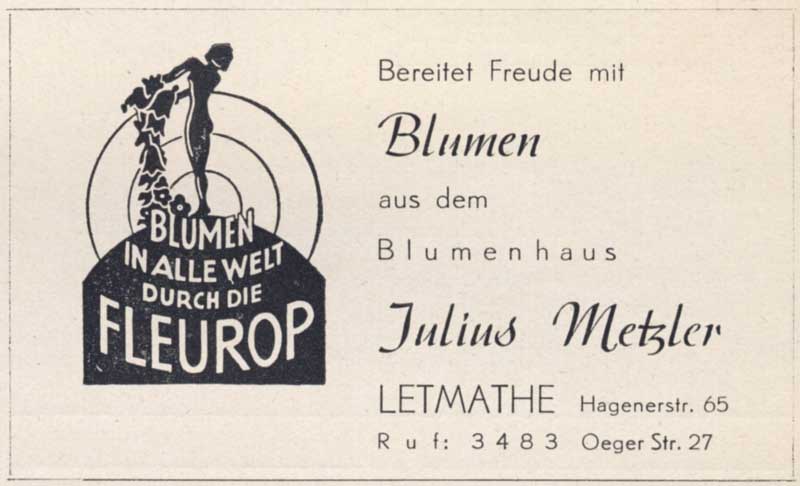 BLUMEN
IN ALLE WELT
DURCH DIE
FLEUROP
Bereitet Freude mit
Blumen
aus dem
Blumenhaus
Julius Metzler
LETMATHE Hagenerstr. 65
Ruf: 3483 Oeger Str. 27